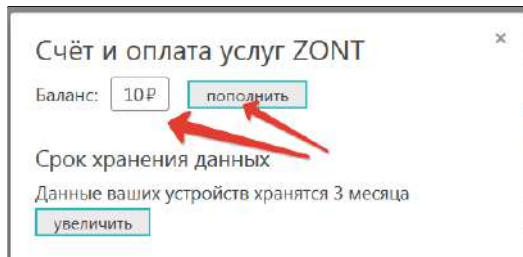 Счёт и оплата услуг ZONT
×
Баланс: 10₽ пополнить
Срок хранения данных
Данные ваших устройств хранятся 3 месяца
увеличить